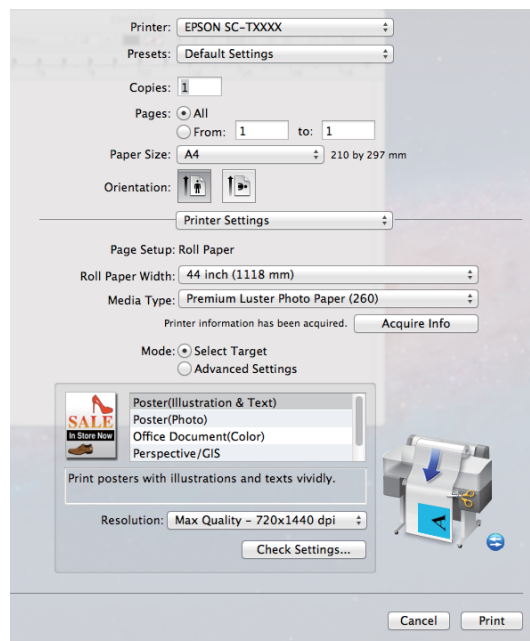 Printer: EPSON SC-TXXXX
Presets: Default Settings
Copies: 1
Pages: All
From: 1 to: 1
Paper Size: A4 210 by 297 mm
Orientation:
Printer Settings
Page Setup: Roll Paper
Roll Paper Width: 44 inch (1118 mm)
Media Type: Premium Luster Photo Paper (260)
Printer information has been acquired. Acquire Info
Mode: Select Target
Advanced Settings
SALE
In Store Now
Poster(Illustration & Text)
Poster(Photo)
Office Document(Color)
Perspective/GIS
Print posters with illustrations and texts vividly.
A
Resolution: Max Quality - 720x1440 dpi
Check Settings...
Cancel Print